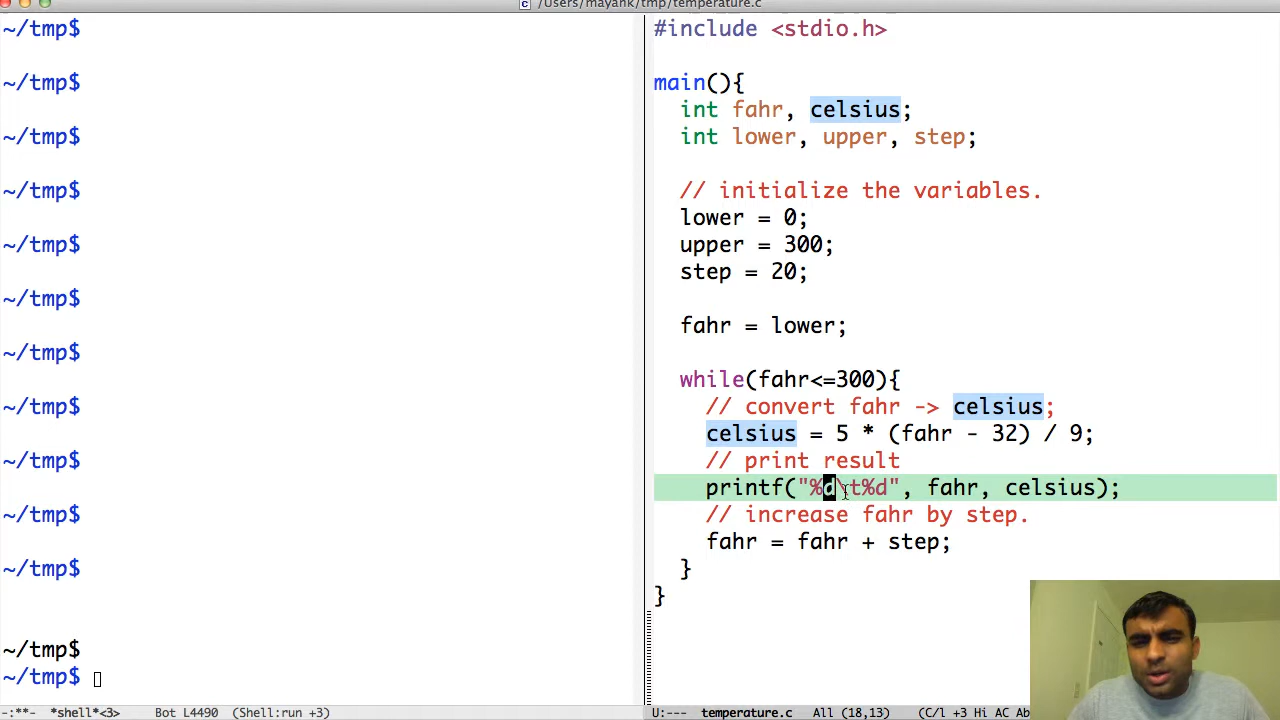 /Users/mayank/tmp/temperature.c
~/tmp$
~/tmp$
~/tmp$
~/tmp$
~/tmp$
~/tmp$
~/tmp$
~/tmp$
~/tmp$
~/tmp$
~/tmp$
~/tmp$
~/tmp$
-:**-  *shell*<3>     Bot L4490  (Shell:run +3)
#include <stdio.h>
main(){
  int fahr, celsius;
  int lower, upper, step;
  // initialize the variables.
  lower = 0;
  upper = 300;
  step = 20;
  fahr = lower;
  while(fahr<=300){
    // convert fahr -> celsius;
    celsius = 5 * (fahr - 32) / 9;
    // print result
    printf("%d\t%d", fahr, celsius);
    // increase fahr by step.
    fahr = fahr + step;
  }
}
U:---  temperature.c   All (18,13)    (C/l +3 Hi AC Ab